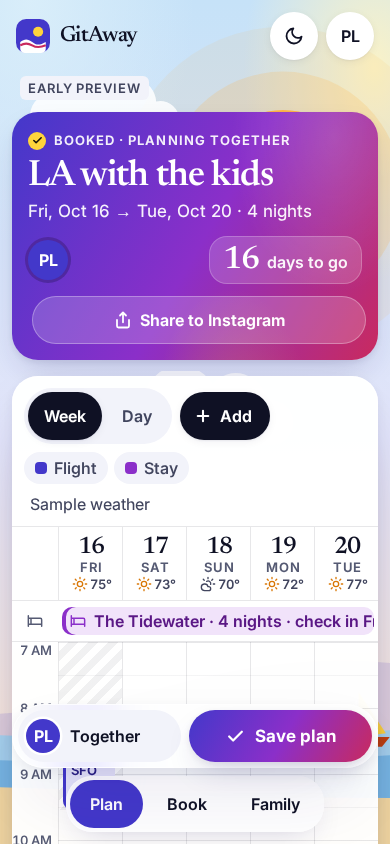 GitAway
PL
EARLY PREVIEW
BOOKED · PLANNING TOGETHER
LA with the kids
Fri, Oct 16 → Tue, Oct 20 · 4 nights
PL
16 days to go
Share to Instagram
Week
Day
+ Add
Flight
Stay
Sample weather
16 17 18 19 20
FRI SAT SUN MON TUE
75° 73° 70° 72° 77°
The Tidewater · 4 nights · check in
7 AM
PL Together
Save plan
9 AM
SFO
Plan
Book
Family
10 AM